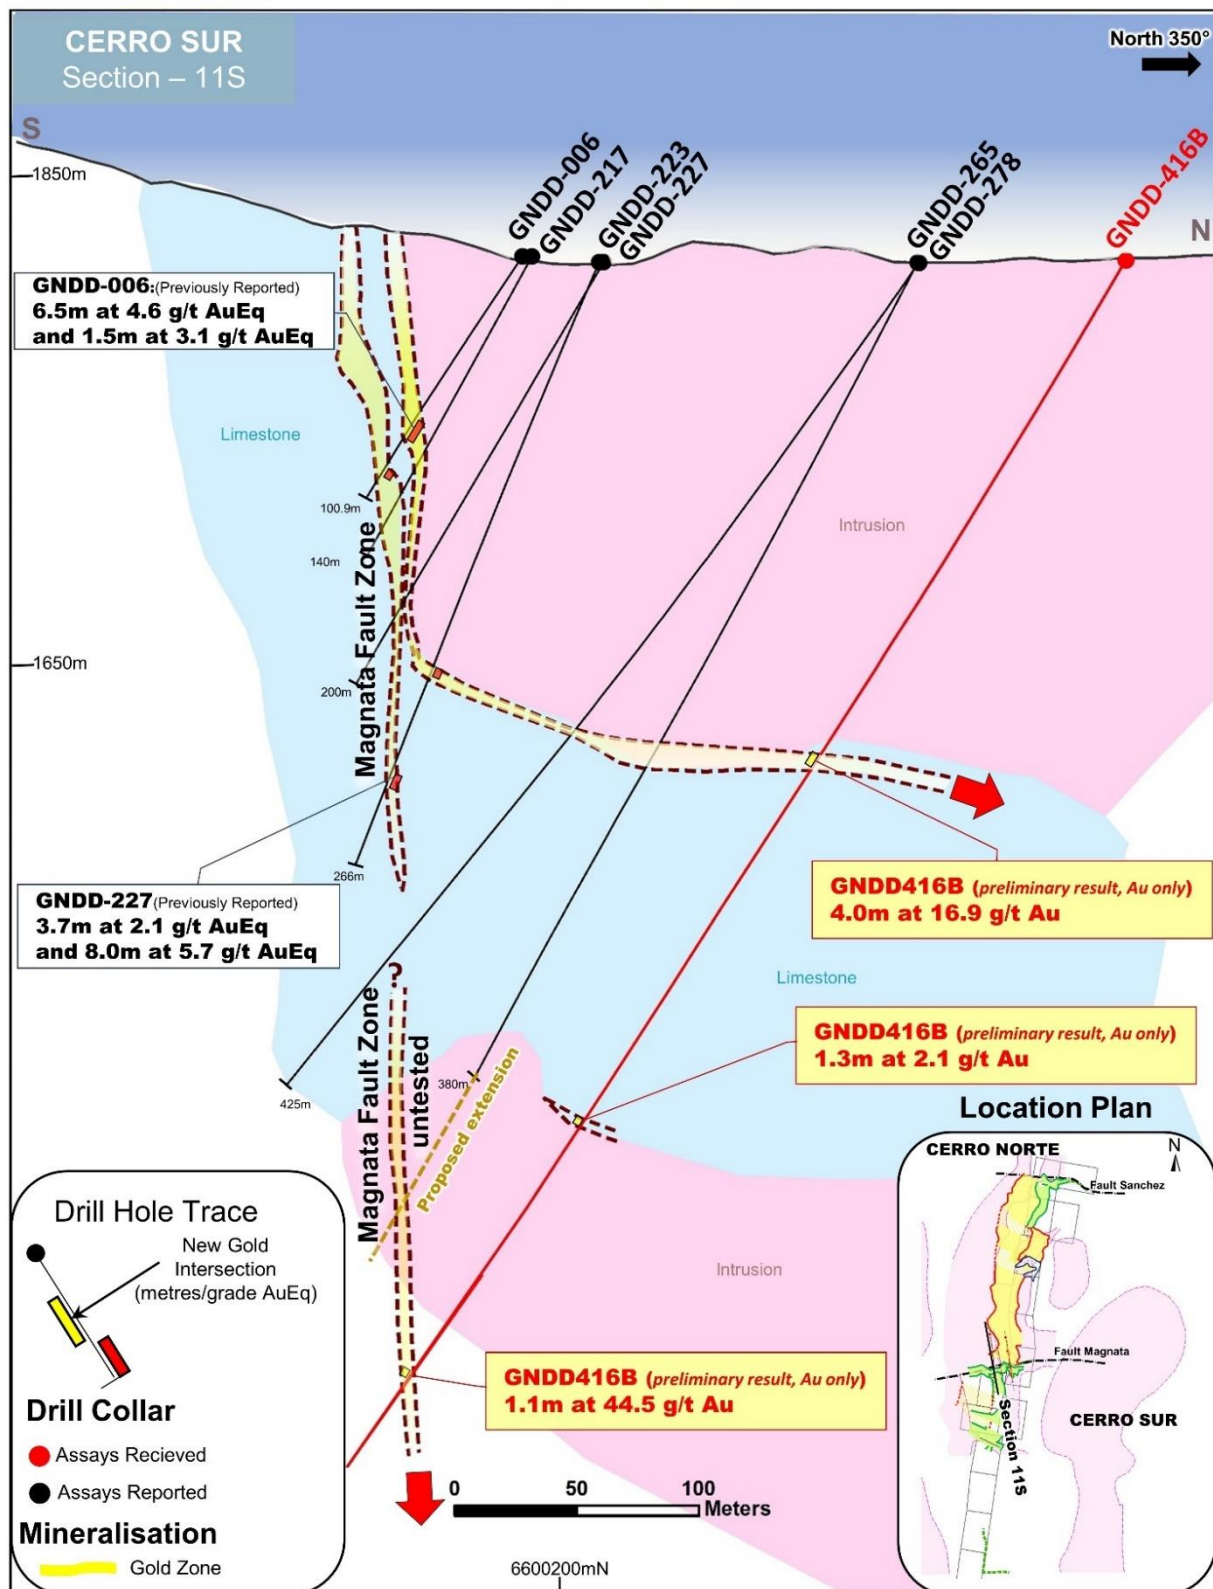 CERRO SUR
Section – 11S
North 350°
S
N
1850m
GNDD-006
GNDD-217
GNDD-223
GNDD-227
GNDD-265
GNDD-278
GNDD-416B
GNDD-006:(Previously Reported)
6.5m at 4.6 g/t AuEq
and 1.5m at 3.1 g/t AuEq
Limestone
100.9m
140m
Magnata Fault Zone
Intrusion
1650m
200m
266m
GNDD-227(Previously Reported)
3.7m at 2.1 g/t AuEq
and 8.0m at 5.7 g/t AuEq
GNDD416B (preliminary result, Au only)
4.0m at 16.9 g/t Au
Limestone
?
GNDD416B (preliminary result, Au only)
1.3m at 2.1 g/t Au
Magnata Fault Zone
untested
380m
425m
Proposed extension
Intrusion
GNDD416B (preliminary result, Au only)
1.1m at 44.5 g/t Au
Location Plan
CERRO NORTE
N
Fault Sanchez
Fault Magnata
CERRO SUR
Section 11S
Drill Hole Trace
New Gold
Intersection
(metres/grade AuEq)
Drill Collar
Assays Recieved
Assays Reported
Mineralisation
Gold Zone
0 50 100
Meters
6600200mN